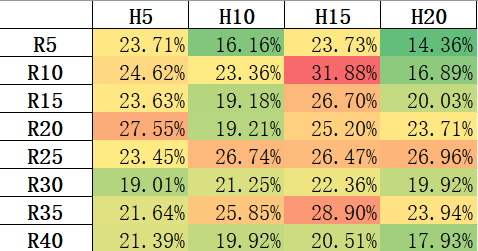 H5 H10 H15 H20
R5 23.71% 16.16% 23.73% 14.36%
R10 24.62% 23.36% 31.88% 16.89%
R15 23.63% 19.18% 26.70% 20.03%
R20 27.55% 19.21% 25.20% 23.71%
R25 23.45% 26.74% 26.47% 26.96%
R30 19.01% 21.25% 22.36% 19.92%
R35 21.64% 25.85% 28.90% 23.94%
R40 21.39% 19.92% 20.51% 17.93%